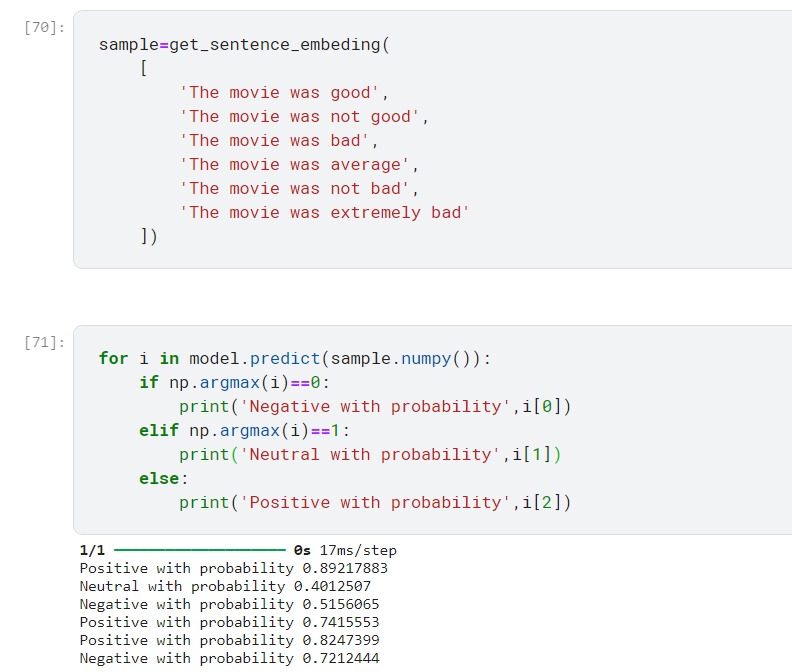 [70]:
sample=get_sentence_embeding(
[
'The movie was good',
'The movie was not good',
'The movie was bad',
'The movie was average',
'The movie was not bad',
'The movie was extremely bad'
])
[71]:
for i in model.predict(sample.numpy()):
if np.argmax(i)==0:
print('Negative with probability',i[0])
elif np.argmax(i)==1:
print('Neutral with probability',i[1])
else:
print('Positive with probability',i[2])
1/1 ━━━━━━━━━━━━━━━━━━━━ 0s 17ms/step
Positive with probability 0.89217883
Neutral with probability 0.4012507
Negative with probability 0.5156065
Positive with probability 0.7415553
Positive with probability 0.8247399
Negative with probability 0.7212444